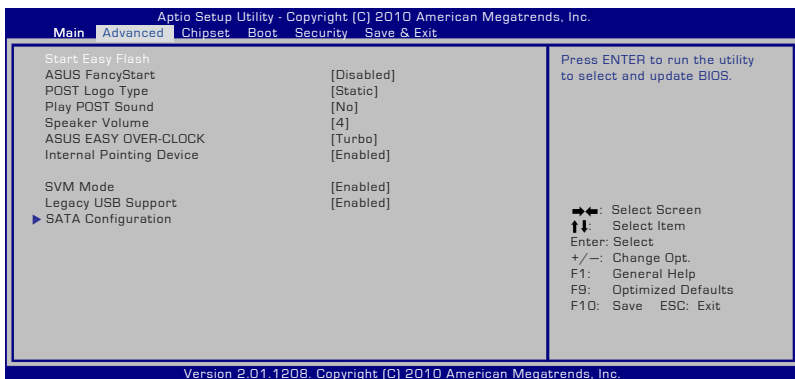 Aptio Setup Utility - Copyright (C) 2010 American Megatrends, Inc.
Main Advanced Chipset Boot Security Save & Exit
Start Easy Flash
ASUS FancyStart [Disabled]
POST Logo Type [Static]
Play POST Sound [No]
Speaker Volume [4]
ASUS EASY OVER-CLOCK [Turbo]
Internal Pointing Device [Enabled]
SVM Mode [Enabled]
Legacy USB Support [Enabled]
SATA Configuration
Press ENTER to run the utility
to select and update BIOS.
→←: Select Screen
↑↓: Select Item
Enter: Select
+/—: Change Opt.
F1: General Help
F9: Optimized Defaults
F10: Save ESC: Exit
Version 2.01.1208. Copyright (C) 2010 American Megatrends, Inc.